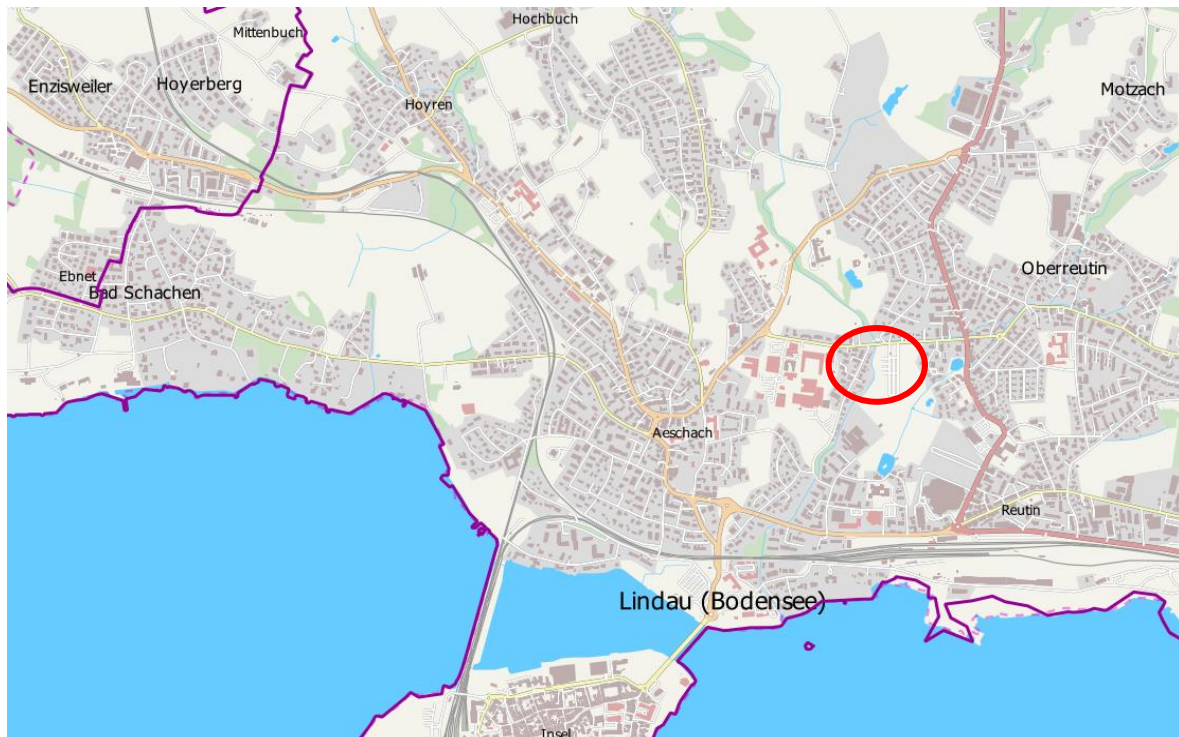 Hochbuch
Mittenbuch
Enzisweiler
Hoyerberg
Motzach
Hoyren
Oberreutin
Ebnet
Bad Schachen
Aeschach
Reutin
Lindau (Bodensee)
Insel